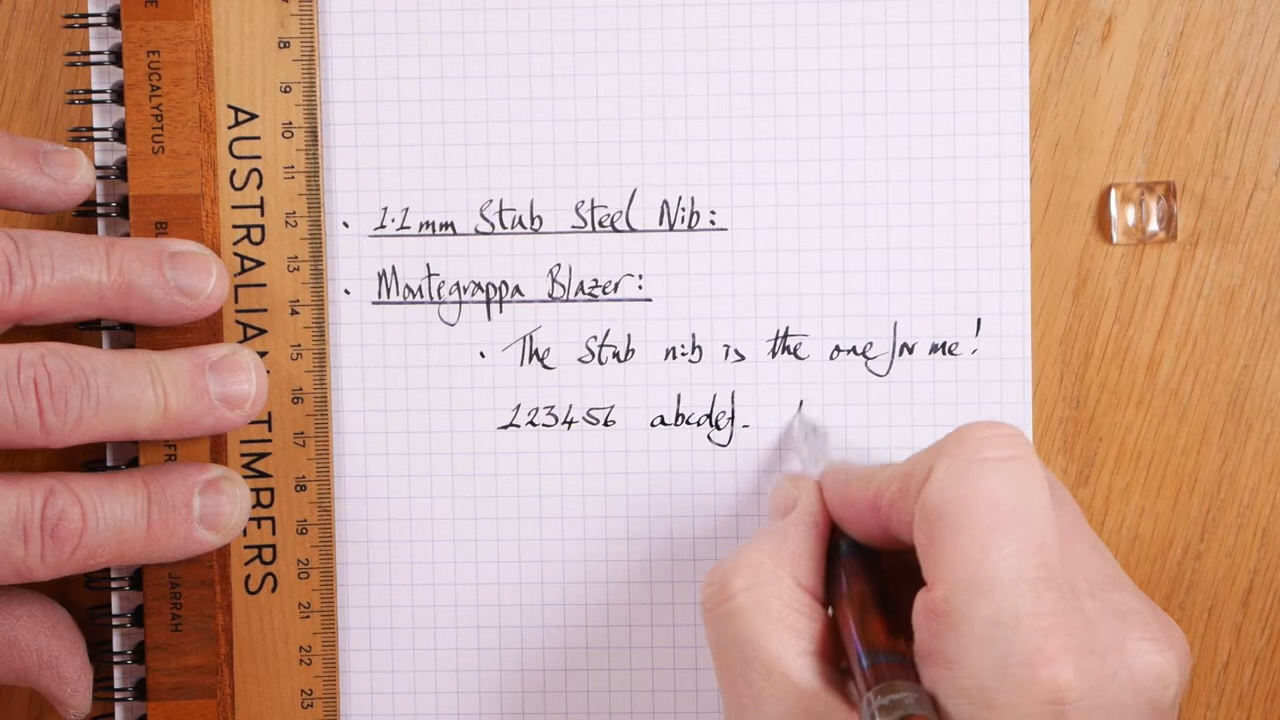 EUCALYPTUS
JARRAH
AUSTRALIAN TIMBERS
8
9
10
11
12
13
14
15
16
17
18
19
20
21
22
23
· 1.1mm Stub Steel Nib:
· Montegrappa Blazer:
· The Stub nib is the one for me!
123456 abcdef.